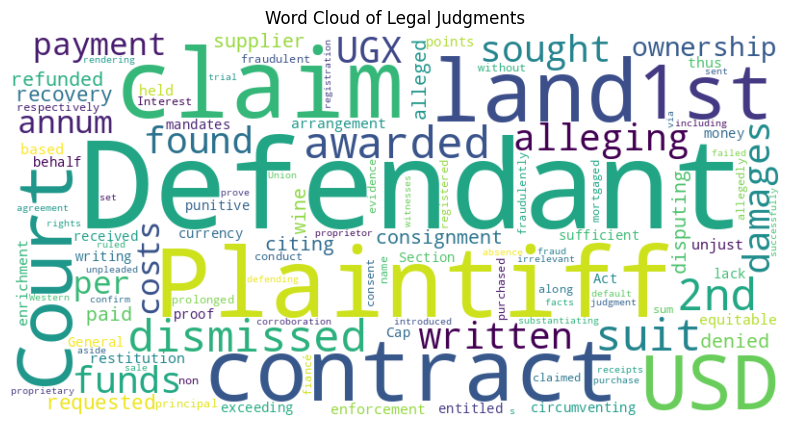 Word Cloud of Legal Judgments
payment
rendering
supplier
fraudulent
trial
UGX
registration
alleged
points
sought
without
ownership
thus
sent
via
refunded
recovery
respectively
held
Interest
mandates
claim
arrangement
land
1st
money
including
failed
annum
found
awarded
alleging
based
behalf
Court
set
Defendant
punitive
prove
Union
evidence
witnesses
registered
fraudulently
mortgaged
allegedly
successfully
damages
agreement
rights
received
ruled
proprietor
wine
currency
citing
consignment
sufficient
disputing
unjust
writing
unpleaded
costs
conduct
name
absence
fraud
irrelevant
enrichment
Western
confirm
per
paid
proof
prolonged
defending
Plaintiff
consent
Section
purchased
along
facts
Act
lack
2nd
equitable
General
aside
restitution
dismissed
corroboration
introduced
written
Cap
default
judgment
substantiating
suit
sum
denied
proprietary
sale
funds
non
contract
fiancé
claimed
receipts
purchase
USD
requested
principal
exceeding
enforcement
entitled
s
circumventing